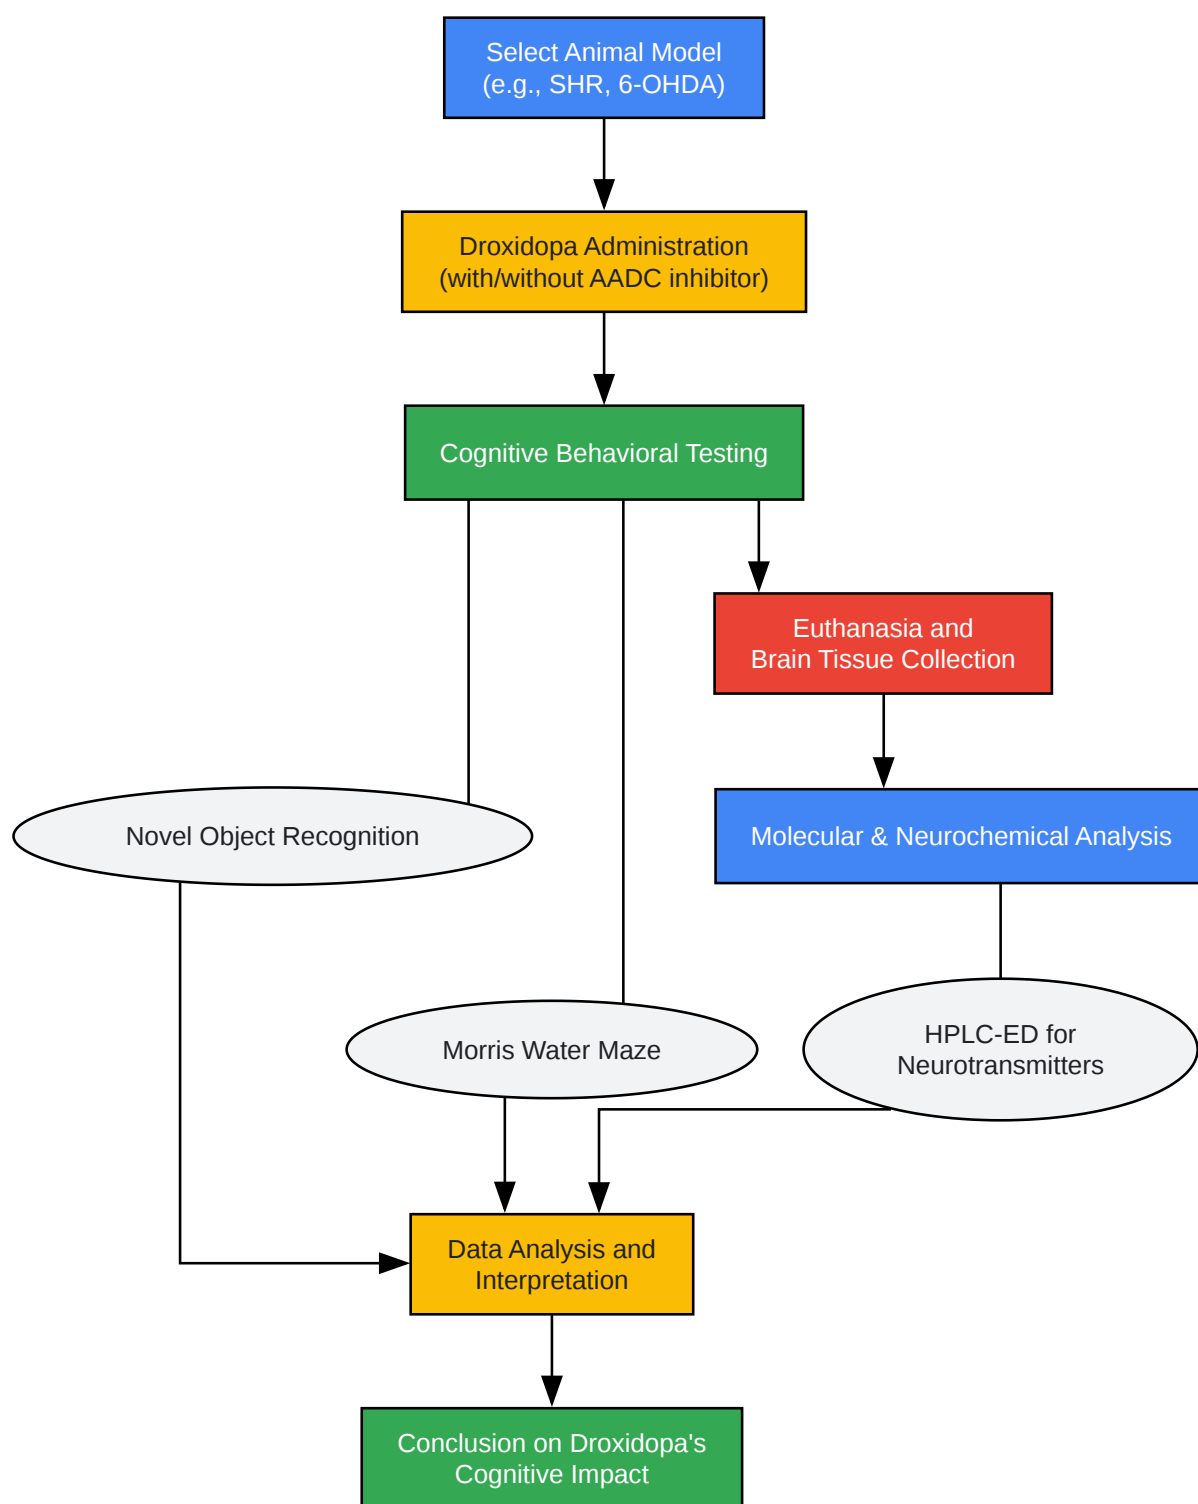 Select Animal Model
(e.g., SHR, 6-OHDA)
Droxidopa Administration
(with/without AADC inhibitor)
Cognitive Behavioral Testing
Euthanasia and
Brain Tissue Collection
Novel Object Recognition
Molecular & Neurochemical Analysis
Morris Water Maze
HPLC-ED for
Neurotransmitters
Data Analysis and
Interpretation
Conclusion on Droxidopa's
Cognitive Impact